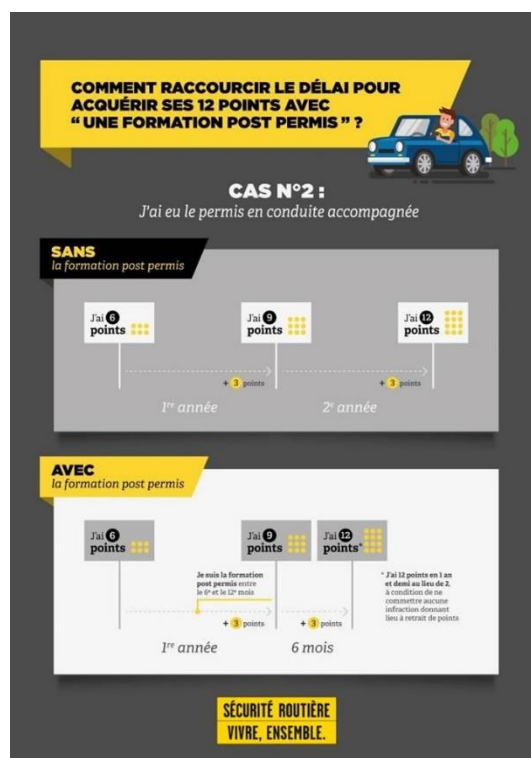 COMMENT RACCOURCIR LE DÉLAI POUR
ACQUÉRIR SES 12 POINTS AVEC
“ UNE FORMATION POST PERMIS ” ?
CAS N°2 :
J'ai eu le permis en conduite accompagnée
SANS
la formation post permis
J'ai 6
points
J'ai 9
points
J'ai 12
points
+ 3 points
+ 3 points
1re année
2e année
AVEC
la formation post permis
J'ai 6
points
J'ai 9
points
J'ai 12
points*
Je suis la formation
post permis entre
le 6e et le 12e mois
* J'ai 12 points en 1 an
et demi au lieu de 2,
à condition de ne
commettre aucune
infraction donnant
lieu à retrait de points
+ 3 points
+ 3 points
1re année
6 mois
SÉCURITÉ ROUTIÈRE
VIVRE, ENSEMBLE.